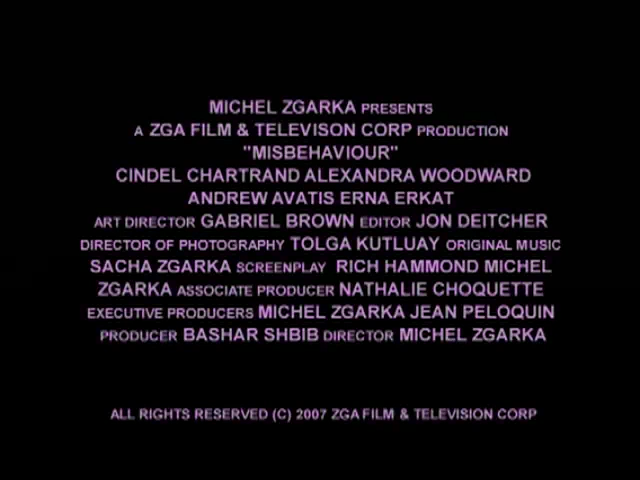 MICHEL ZGARKA PRESENTS
A ZGA FILM & TELEVISON CORP PRODUCTION
"MISBEHAVIOUR"
CINDEL CHARTRAND ALEXANDRA WOODWARD
ANDREW AVATIS ERNA ERKAT
ART DIRECTOR GABRIEL BROWN EDITOR JON DEITCHER
DIRECTOR OF PHOTOGRAPHY TOLGA KUTLUAY ORIGINAL MUSIC
SACHA ZGARKA SCREENPLAY RICH HAMMOND MICHEL
ZGARKA ASSOCIATE PRODUCER NATHALIE CHOQUETTE
EXECUTIVE PRODUCERS MICHEL ZGARKA JEAN PELOQUIN
PRODUCER BASHAR SHBIB DIRECTOR MICHEL ZGARKA
ALL RIGHTS RESERVED (C) 2007 ZGA FILM & TELEVISION CORP